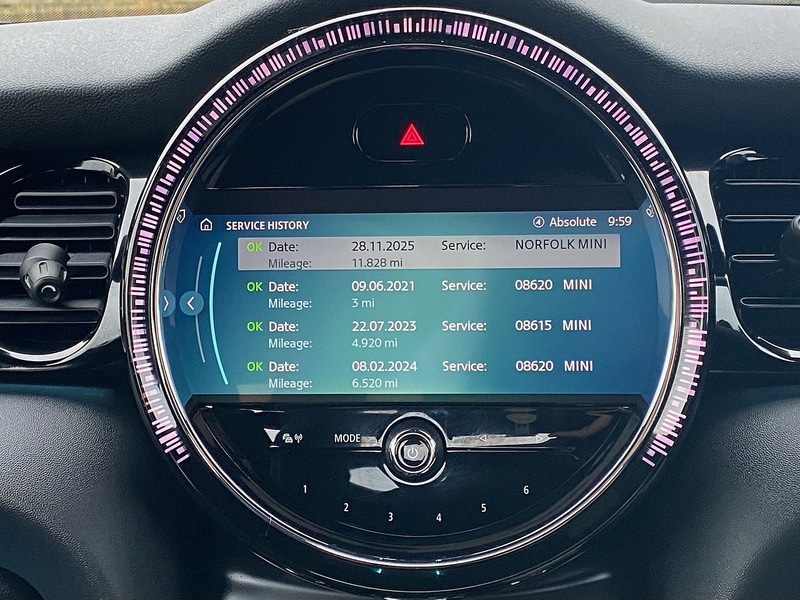 SERVICE HISTORY Absolute 9:59
OK Date: 28.11.2025 Service: NORFOLK MINI
Mileage: 11.828 mi
OK Date: 09.06.2021 Service: 08620 MINI
Mileage: 3 mi
OK Date: 22.07.2023 Service: 08615 MINI
Mileage: 4.920 mi
OK Date: 08.02.2024 Service: 08620 MINI
Mileage: 6.520 mi
MODE
1 2 3 4 5 6